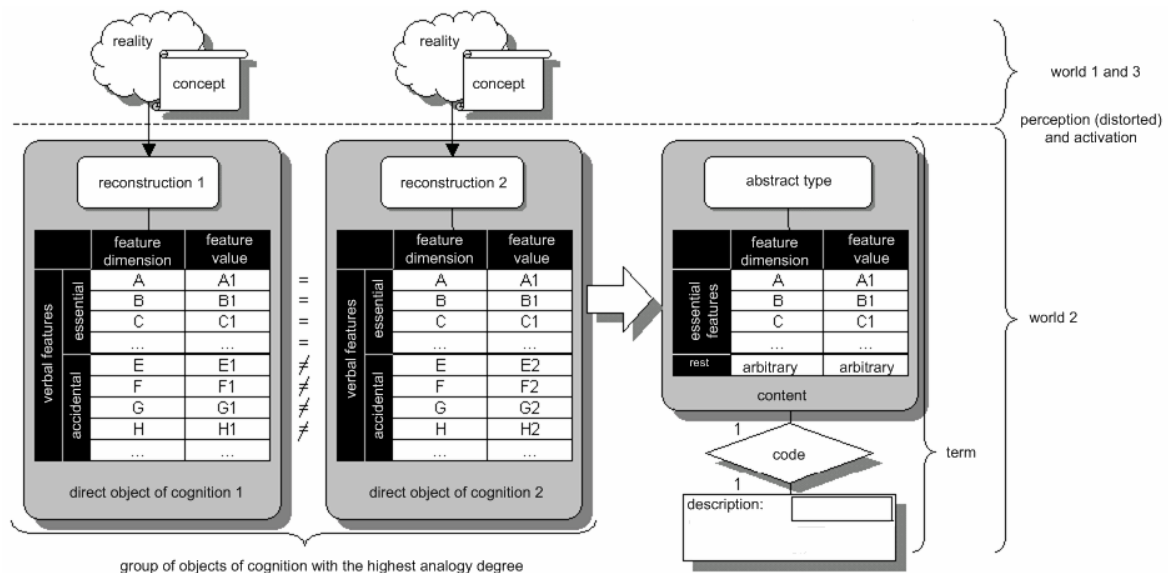 reality
concept
reality
concept
world 1 and 3
perception (distorted)
and activation
reconstruction 1
feature dimension
feature value
verbal features
essential
accidental
A A1 =
B B1 =
C C1 =
... ... =
E E1 ≠
F F1 ≠
G G1 ≠
H H1 ≠
... ...
direct object of cognition 1
reconstruction 2
feature dimension
feature value
verbal features
essential
accidental
A A1
B B1
C C1
... ...
E E2
F F2
G G2
H H2
... ...
direct object of cognition 2
group of objects of cognition with the highest analogy degree
abstract type
feature dimension
feature value
essential features
A A1
B B1
C C1
... ...
rest arbitrary arbitrary
content
1
code
1
description:
...
term
world 2